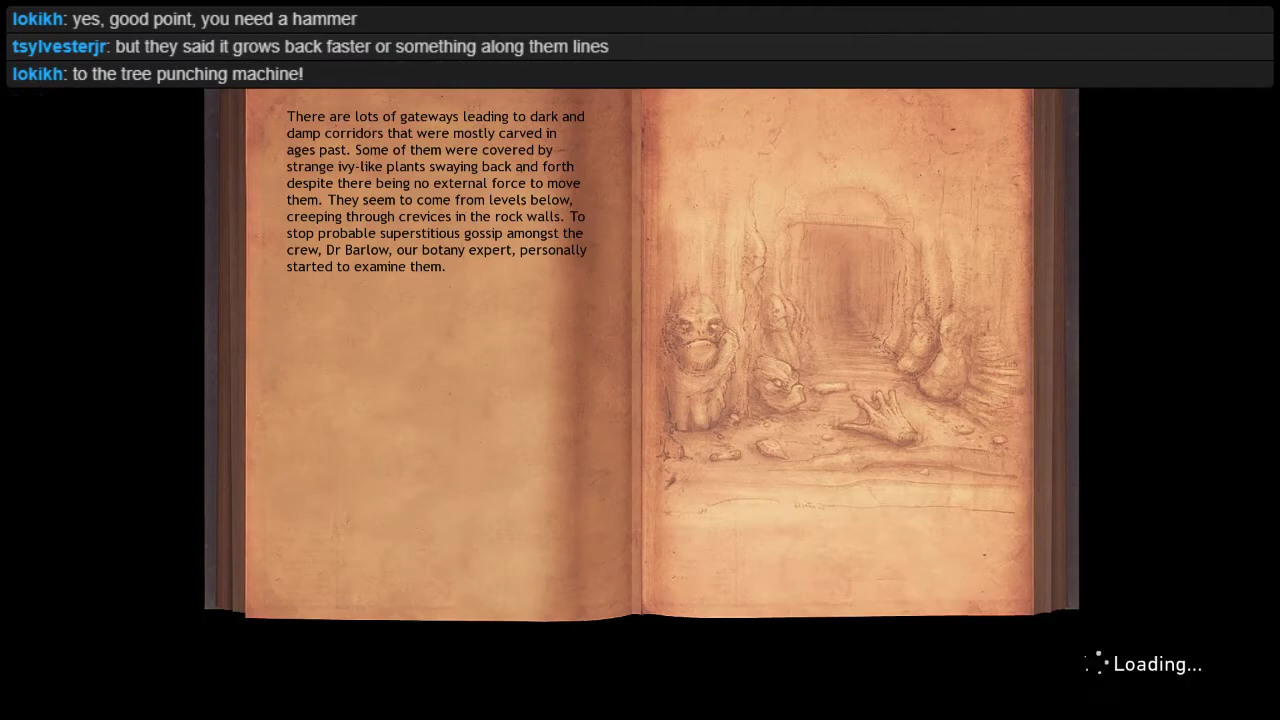 lokikh: yes, good point, you need a hammer
tsylvesterjr: but they said it grows back faster or something along them lines
lokikh: to the tree punching machine!
There are lots of gateways leading to dark and
damp corridors that were mostly carved in
ages past. Some of them were covered by
strange ivy-like plants swaying back and forth
despite there being no external force to move
them. They seem to come from levels below,
creeping through crevices in the rock walls. To
stop probable superstitious gossip amongst the
crew, Dr Barlow, our botany expert, personally
started to examine them.
Loading...